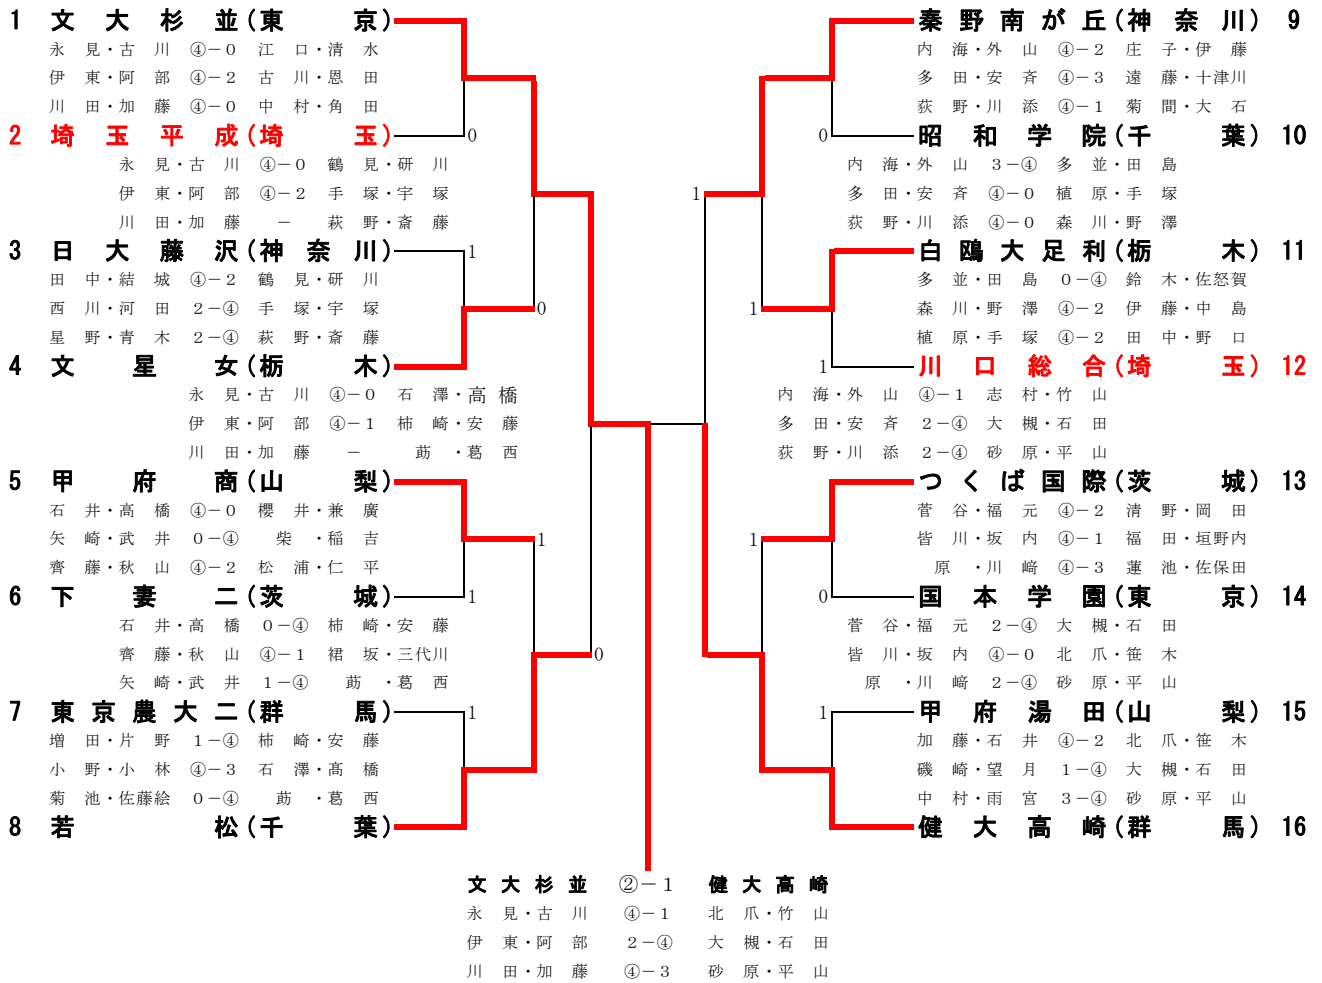 1 文大杉並(東京)
永見・古川 ④－0 江口・清水
伊東・阿部 ④－2 古川・恩田
川田・加藤 ④－0 中村・角田
2 埼玉平成(埼玉)
0
永見・古川 ④－0 鶴見・研川
伊東・阿部 ④－2 手塚・宇塚
川田・加藤 － 萩野・斎藤
3 日大藤沢(神奈川)
1
田中・結城 ④－2 鶴見・研川
西川・河田 2－④ 手塚・宇塚
0
星野・青木 2－④ 萩野・斎藤
4 文星女(栃木)
永見・古川 ④－0 石澤・高橋
伊東・阿部 ④－1 柿崎・安藤
川田・加藤 － 莇・葛西
5 甲府商(山梨)
石井・高橋 ④－0 櫻井・兼廣
矢崎・武井 0－④ 柴・稲吉
1
齊藤・秋山 ④－2 松浦・仁平
6 下妻二(茨城)
1
石井・高橋 0－④ 柿崎・安藤
齊藤・秋山 ④－1 裙坂・三代川
0
矢崎・武井 1－④ 莇・葛西
7 東京農大二(群馬)
1
増田・片野 1－④ 柿崎・安藤
小野・小林 ④－3 石澤・髙橋
菊池・佐藤絵 0－④ 莇・葛西
8 若松(千葉)
秦野南が丘(神奈川) 9
内海・外山 ④－2 庄子・伊藤
多田・安斉 ④－3 遠藤・十津川
荻野・川添 ④－1 菊間・大石
0
昭和学院(千葉) 10
内海・外山 3－④ 多並・田島
1
多田・安斉 ④－0 植原・手塚
荻野・川添 ④－0 森川・野澤
白鴎大足利(栃木) 11
多並・田島 0－④ 鈴木・佐怒賀
1
森川・野澤 ④－2 伊藤・中島
植原・手塚 ④－2 田中・野口
1
川口総合(埼玉) 12
内海・外山 ④－1 志村・竹山
多田・安斉 2－④ 大槻・石田
荻野・川添 2－④ 砂原・平山
つくば国際(茨城) 13
菅谷・福元 ④－2 清野・岡田
1
皆川・坂内 ④－1 福田・垣野内
原・川﨑 ④－3 蓮池・佐保田
0
国本学園(東京) 14
菅谷・福元 2－④ 大槻・石田
皆川・坂内 ④－0 北爪・笹木
原・川﨑 2－④ 砂原・平山
1
甲府湯田(山梨) 15
加藤・石井 ④－2 北爪・笹木
磯崎・望月 1－④ 大槻・石田
中村・雨宮 3－④ 砂原・平山
健大高崎(群馬) 16
文大杉並 ②－1 健大高崎
永見・古川 ④－1 北爪・竹山
伊東・阿部 2－④ 大槻・石田
川田・加藤 ④－3 砂原・平山